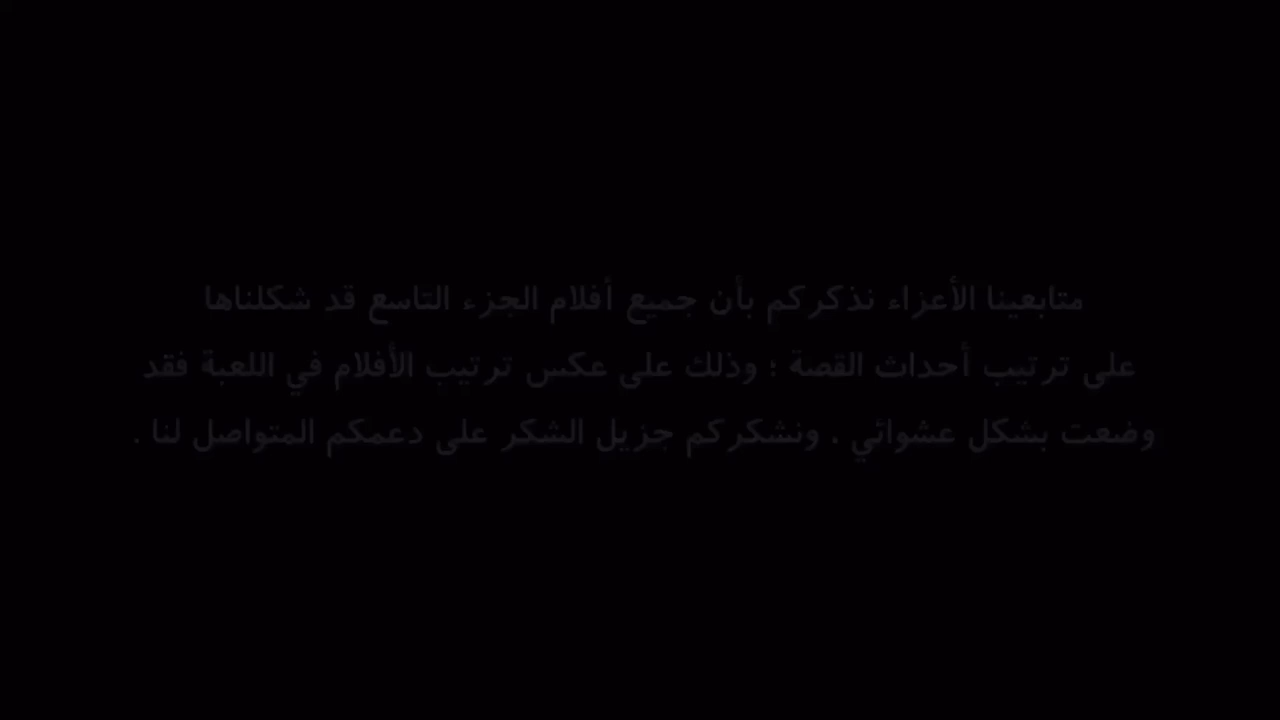 متابعينا الأعزاء نذكركم بأن جميع أفلام الجزء التاسع قد شكلناها
على ترتيب أحداث القصة ؛ وذلك على عكس ترتيب الأفلام في اللعبة فقد
وضعت بشكل عشوائي . ونشكركم جزيل الشكر على دعمكم المتواصل لنا .